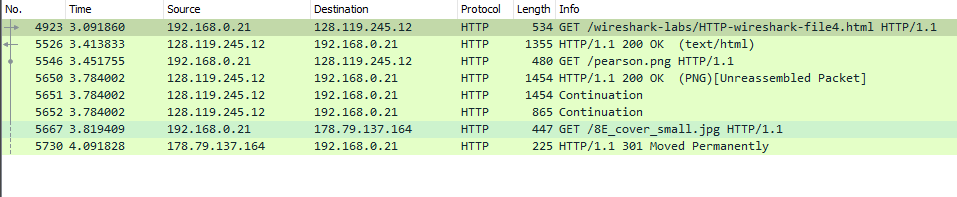 No. Time Source Destination Protocol Length Info
4923 3.091860 192.168.0.21 128.119.245.12 HTTP 534 GET /wireshark-labs/HTTP-wireshark-file4.html HTTP/1.1
5526 3.413833 128.119.245.12 192.168.0.21 HTTP 1355 HTTP/1.1 200 OK (text/html)
5546 3.451755 192.168.0.21 128.119.245.12 HTTP 480 GET /pearson.png HTTP/1.1
5650 3.784002 128.119.245.12 192.168.0.21 HTTP 1454 HTTP/1.1 200 OK (PNG)[Unreassembled Packet]
5651 3.784002 128.119.245.12 192.168.0.21 HTTP 1454 Continuation
5652 3.784002 128.119.245.12 192.168.0.21 HTTP 865 Continuation
5667 3.819409 192.168.0.21 178.79.137.164 HTTP 447 GET /8E_cover_small.jpg HTTP/1.1
5730 4.091828 178.79.137.164 192.168.0.21 HTTP 225 HTTP/1.1 301 Moved Permanently